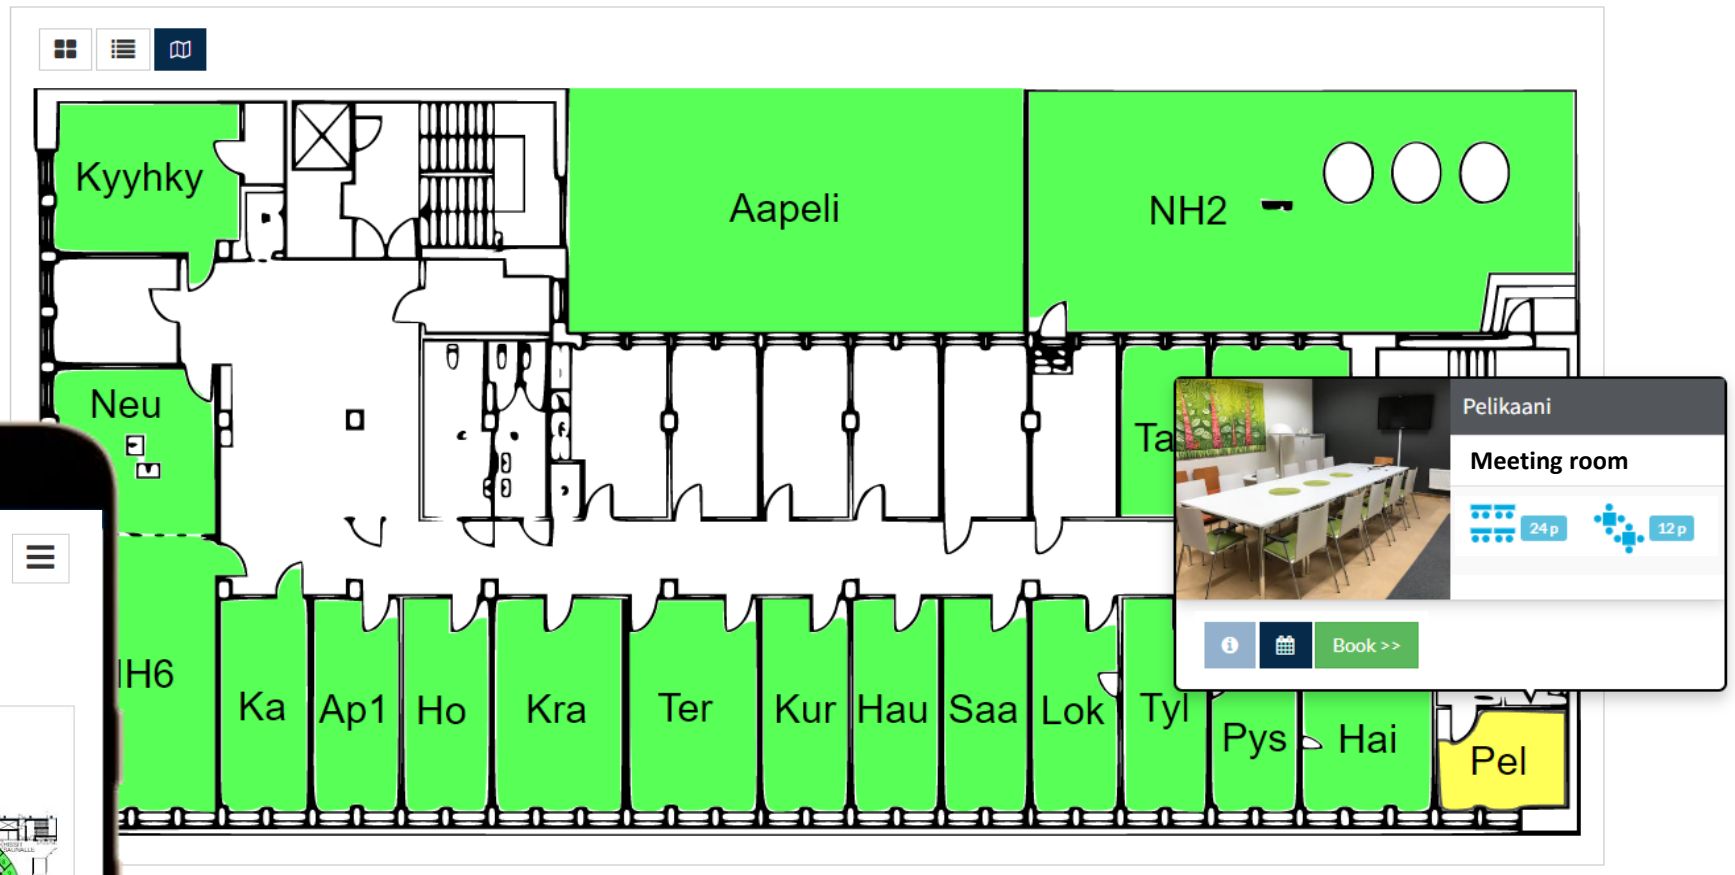 Kyyhky
Aapeli
NH2
Neu
Ta
Pelikaani
Meeting room
24 p
12 p
Book >>
H6
Ka
Ap1
Ho
Kra
Ter
Kur
Hau
Saa
Lok
Tyl
Pys
Hai
Pel